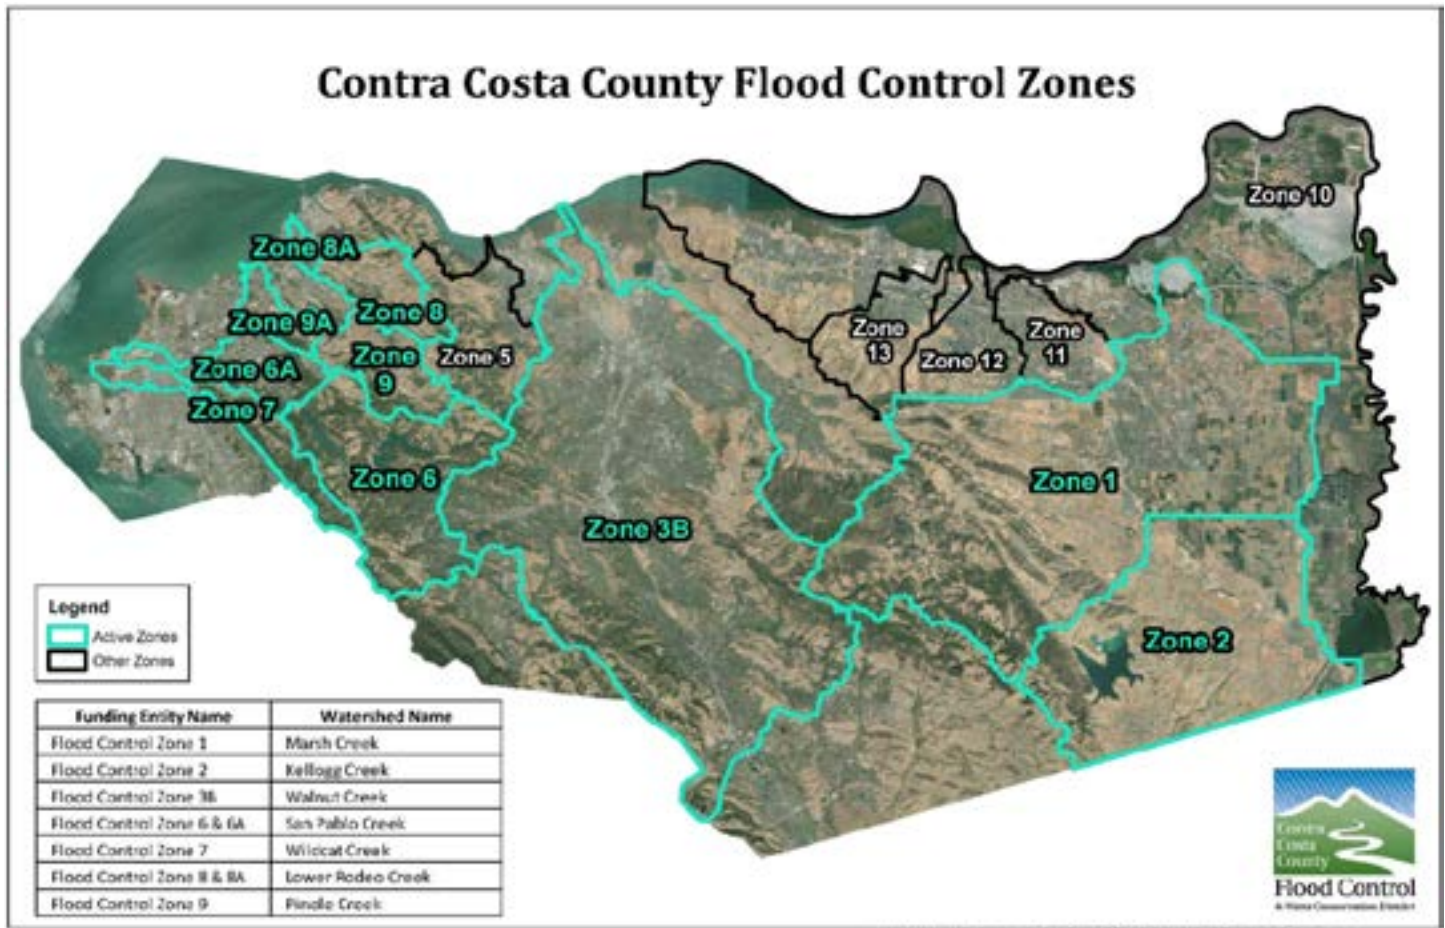 Contra Costa County Flood Control Zones
Zone 10
Zone 8A
Zone 9A
Zone 8
Zone 5
Zone
9
Zone 6A
Zone 7
Zone 6
Zone 3B
Zone
13
Zone 12
Zone
11
Zone 1
Zone 2
Legend
Active Zones
Other Zones
Funding Entity Name Watershed Name
Flood Control Zone 1 Marsh Creek
Flood Control Zone 2 Kellogg Creek
Flood Control Zone 3B Walnut Creek
Flood Control Zone 6 & 6A San Pablo Creek
Flood Control Zone 7 Wildcat Creek
Flood Control Zone 8 & 8A Lower Rodeo Creek
Flood Control Zone 9 Pinole Creek
Contra
Costa
County
Flood Control
& Water Conservation District